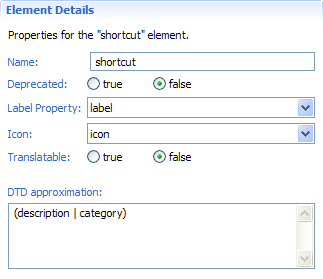 Element Details
Properties for the "shortcut" element.
Name: shortcut
Deprecated: true false
Label Property: label
Icon: icon
Translatable: true false
DTD approximation:
(description | category)